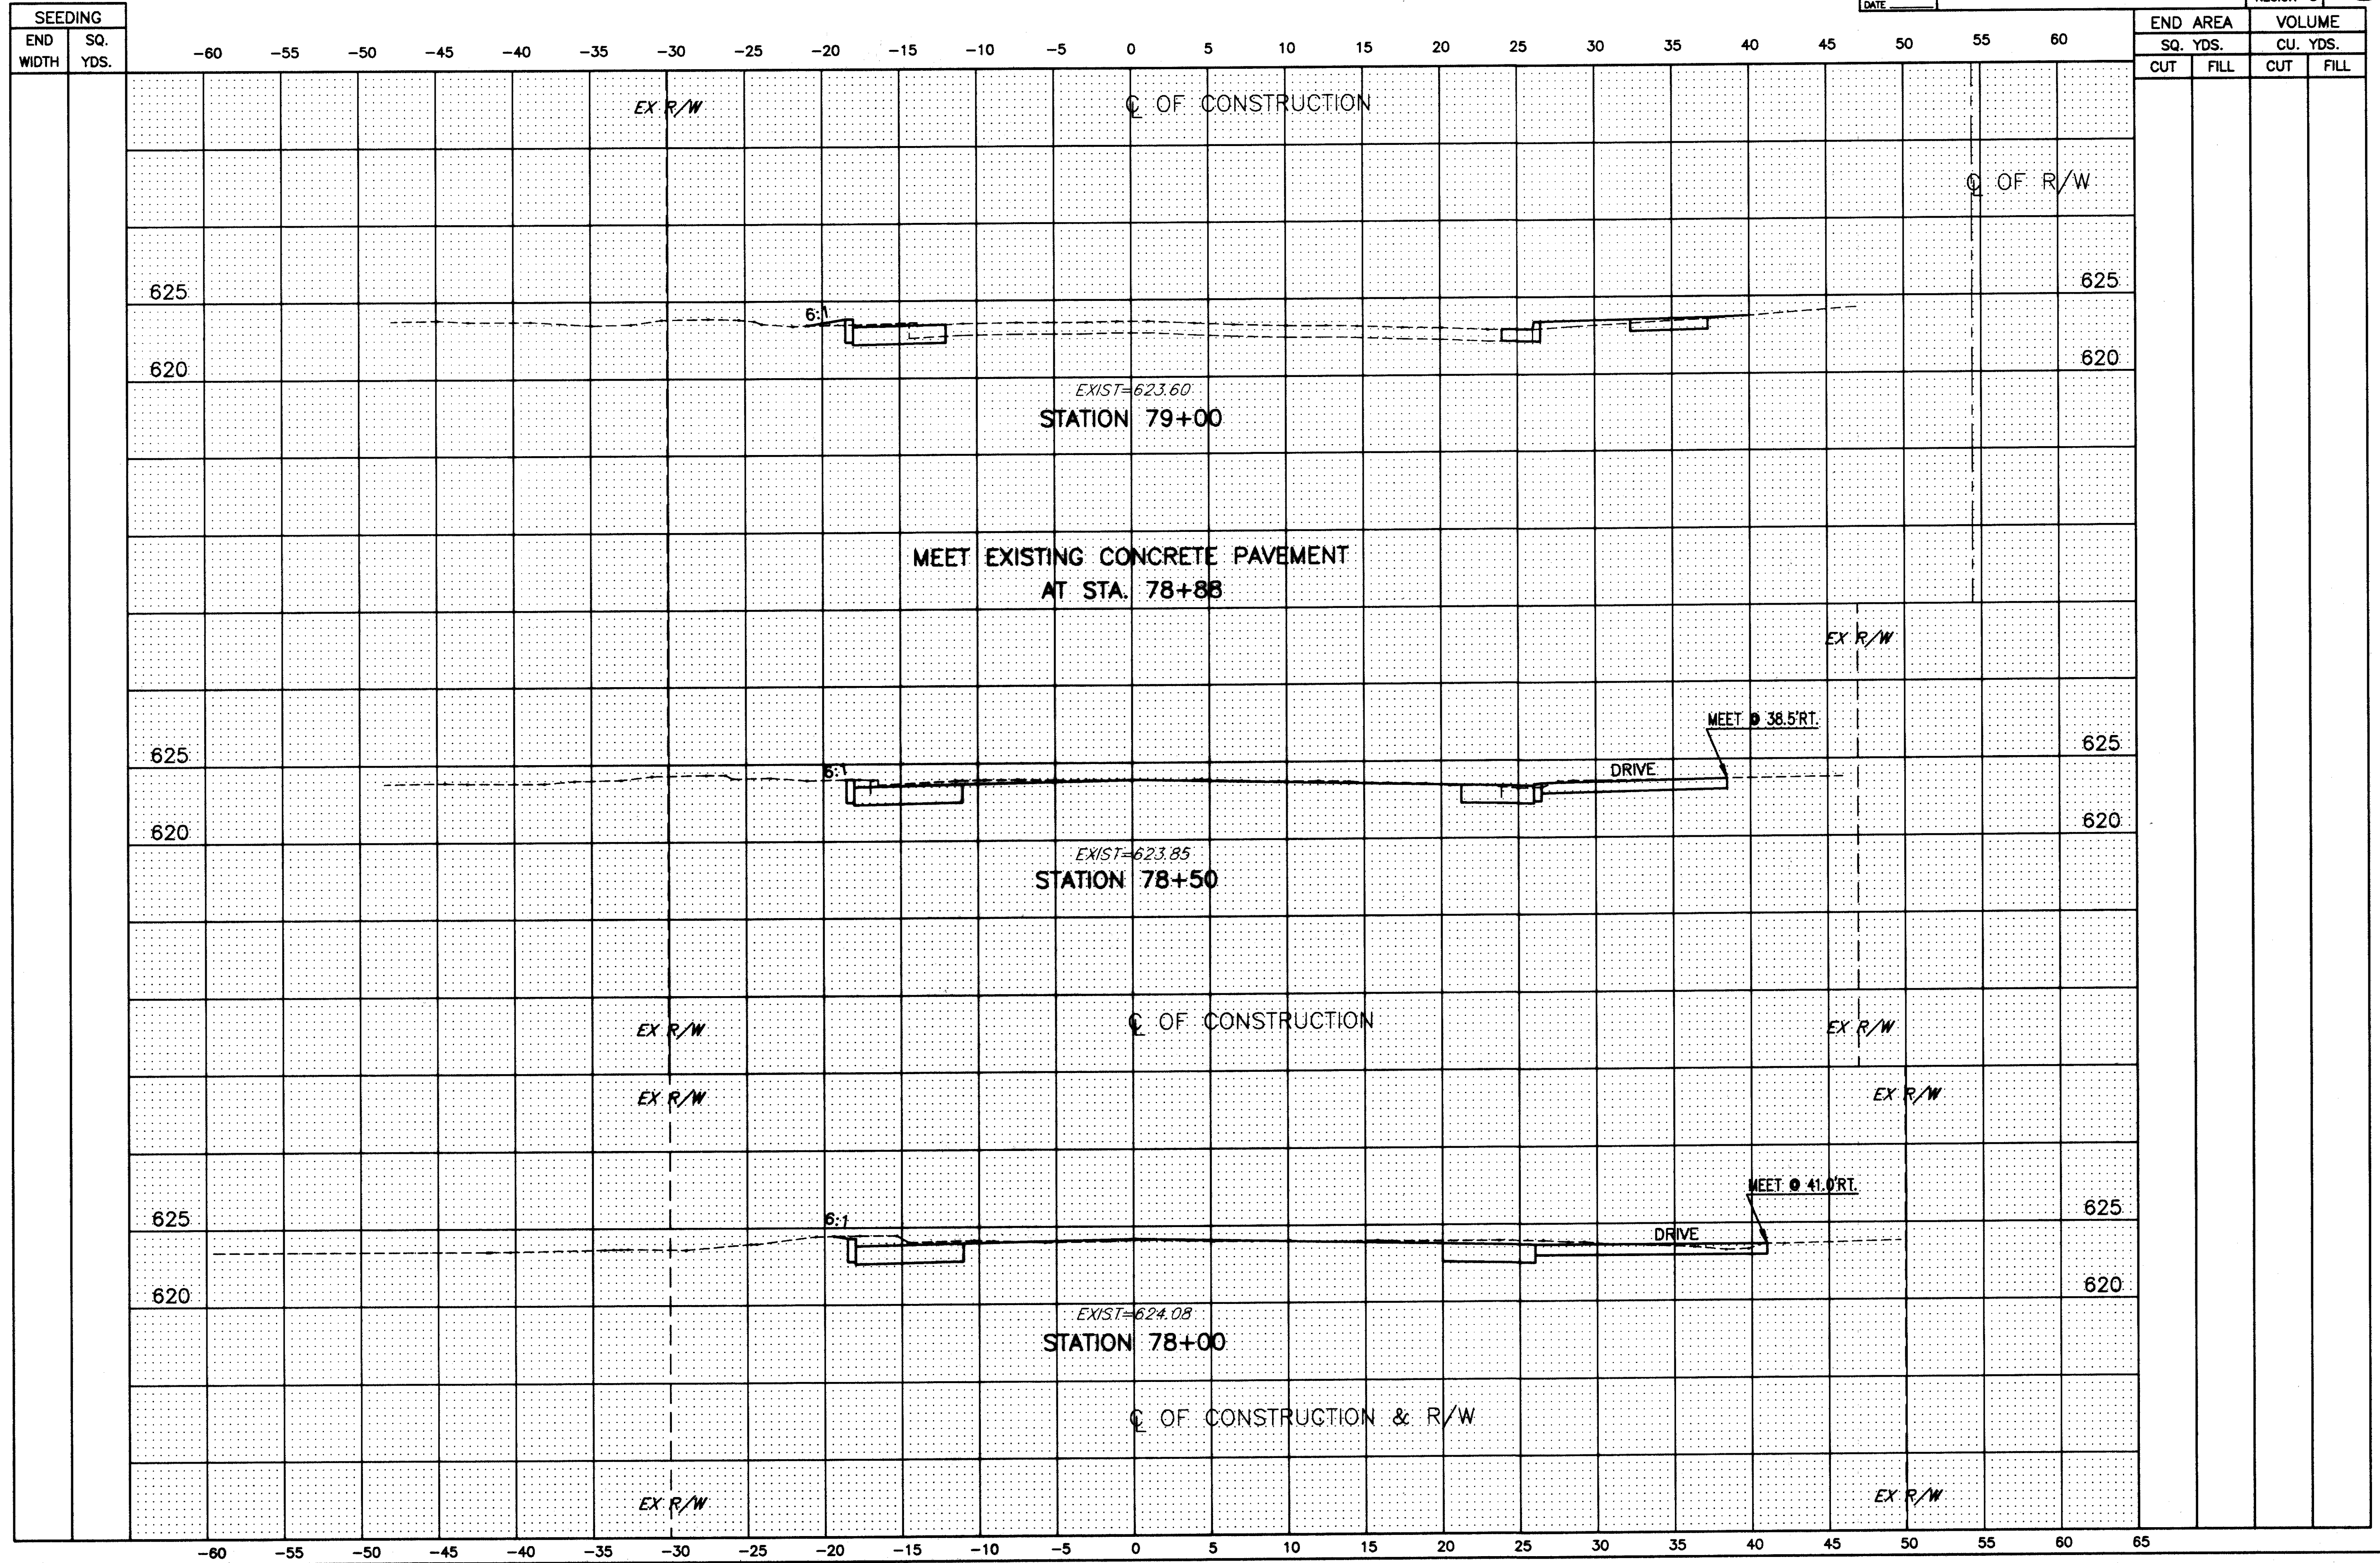 DATE
SEEDING
END WIDTH
SQ. YDS.
END AREA
VOLUME
SQ. YDS.
CU. YDS.
CUT FILL CUT FILL
-60 -55 -50 -45 -40 -35 -30 -25 -20 -15 -10 -5 0 5 10 15 20 25 30 35 40 45 50 55 60
EX R/W
℄ OF CONSTRUCTION
℄ OF R/W
625
625
6:1
620
620
EXIST=623.60
STATION 79+00
MEET EXISTING CONCRETE PAVEMENT
AT STA. 78+88
EX R/W
MEET @ 38.5'RT.
625
625
6:1
DRIVE
620
620
EXIST=623.85
STATION 78+50
EX R/W
℄ OF CONSTRUCTION
EX R/W
EX R/W
EX R/W
MEET @ 41.0'RT.
625
625
6:1
DRIVE
620
620
EXIST=624.08
STATION 78+00
℄ OF CONSTRUCTION & R/W
EX R/W
EX R/W
-60 -55 -50 -45 -40 -35 -30 -25 -20 -15 -10 -5 0 5 10 15 20 25 30 35 40 45 50 55 60 65